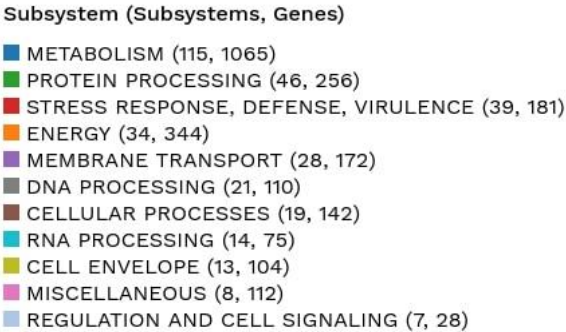 Subsystem (Subsystems, Genes)
METABOLISM (115, 1065)
PROTEIN PROCESSING (46, 256)
STRESS RESPONSE, DEFENSE, VIRULENCE (39, 181)
ENERGY (34, 344)
MEMBRANE TRANSPORT (28, 172)
DNA PROCESSING (21, 110)
CELLULAR PROCESSES (19, 142)
RNA PROCESSING (14, 75)
CELL ENVELOPE (13, 104)
MISCELLANEOUS (8, 112)
REGULATION AND CELL SIGNALING (7, 28)